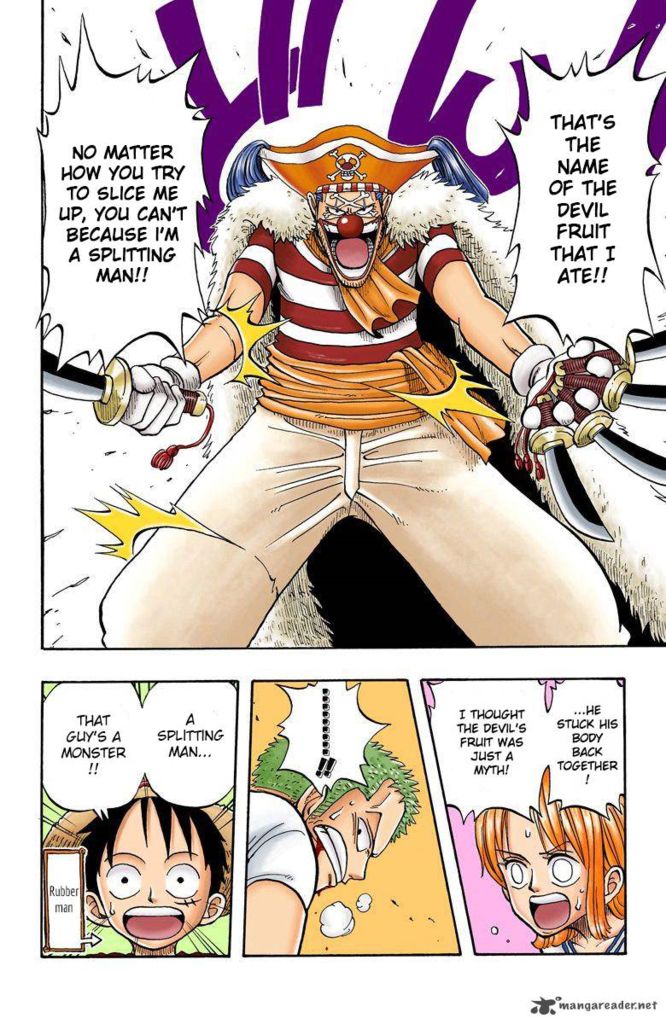 THAT'S
THE
NAME
OF THE
DEVIL
FRUIT
THAT I
ATE!!
NO MATTER
HOW YOU TRY
TO SLICE ME
UP, YOU CAN'T
BECAUSE I'M
A SPLITTING
MAN!!
...HE
STUCK HIS
BODY
BACK
TOGETHER
!
I THOUGHT
THE DEVIL'S
FRUIT WAS
JUST A
MYTH!
.........!!
A
SPLITTING
MAN...
THAT
GUY'S A
MONSTER
!!
Rubber
man
mangareader.net